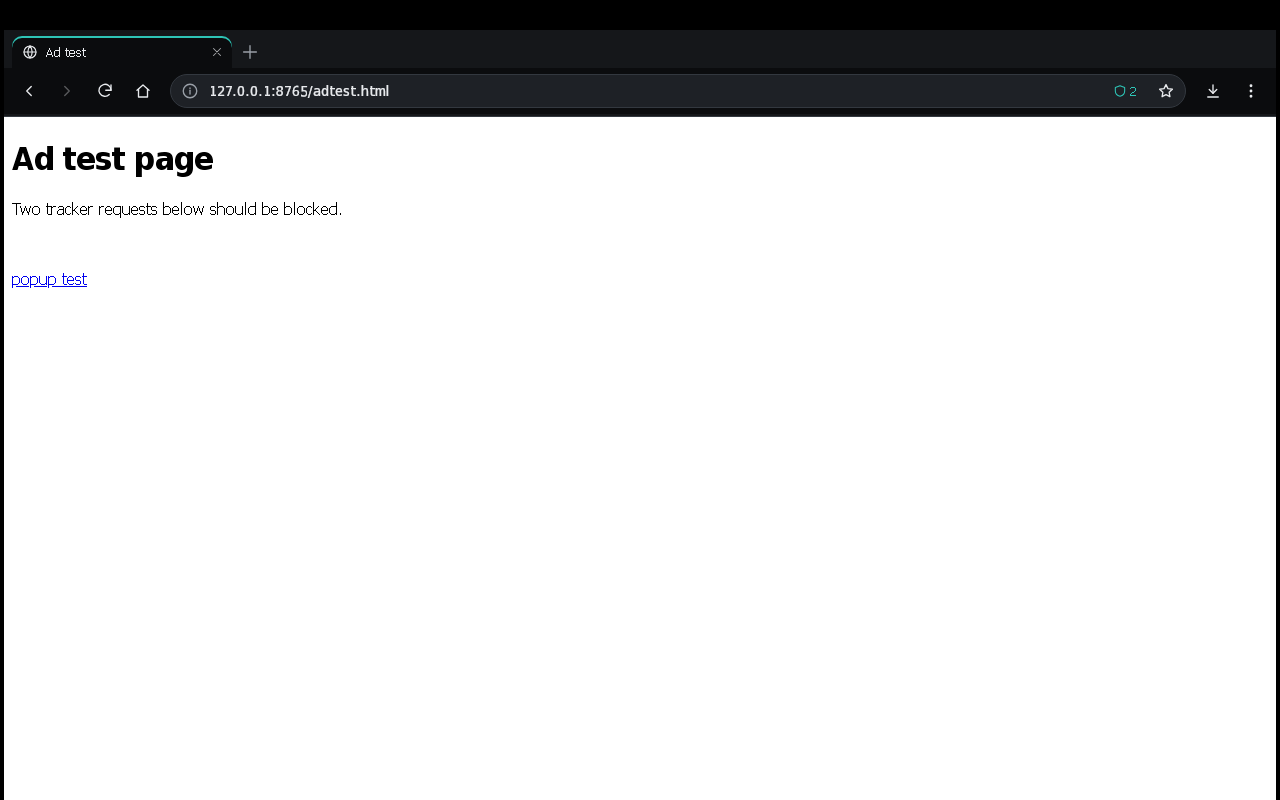 Ad test
127.0.0.1:8765/adtest.html
2
Ad test page
Two tracker requests below should be blocked.
popup test